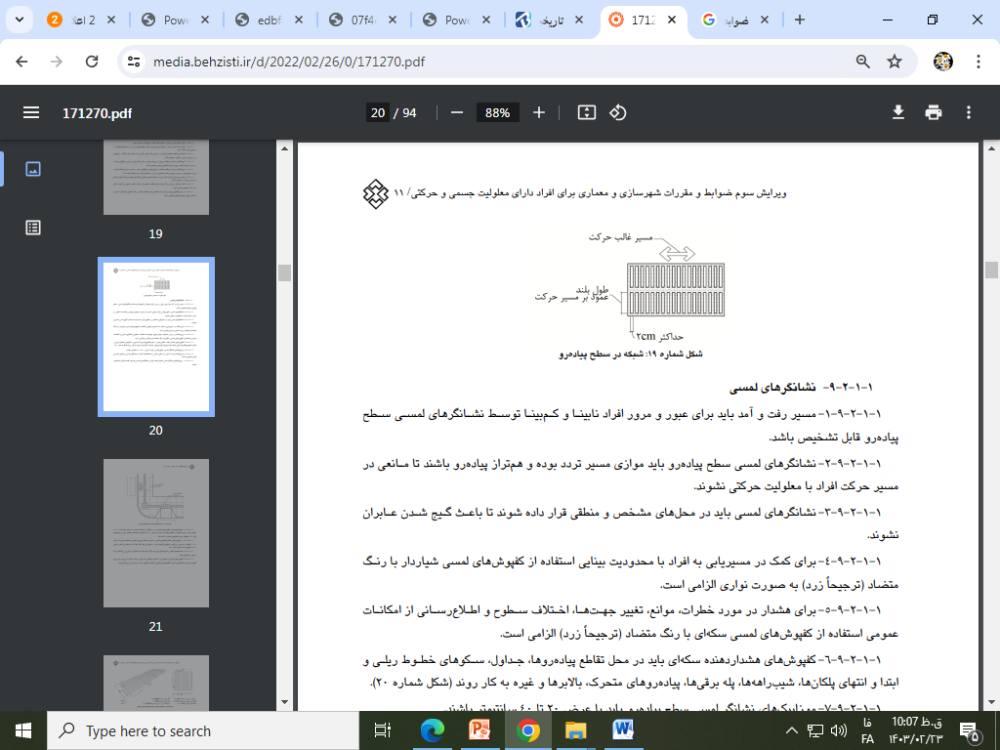 2 اعلا
Powe
edbf
07f4
Powe
تاریخ
1712
ضوابط
media.behzisti.ir/d/2022/02/26/0/171270.pdf
171270.pdf
20 / 94
88%
19
20
21
ویرایش سوم ضوابط و مقررات شهرسازی و معماری برای افراد دارای معلولیت جسمی و حرکتی/ ۱۱
مسیر غالب حرکت
طول بلند
عمود بر مسیر حرکت
حداکثر ۲cm
شکل شماره ۱۹: شبکه در سطح پیاده‌رو
۱-۱-۲-۹- نشانگرهای لمسی
۱-۱-۲-۹-۱- مسیر رفت و آمد باید برای عبور و مرور افراد نابینا و کم‌بینا توسط نشانگرهای لمسی سطح
پیاده‌رو قابل تشخیص باشد.
۱-۱-۲-۹-۲- نشانگرهای لمسی سطح پیاده‌رو باید موازی مسیر تردد بوده و هم‌تراز پیاده‌رو باشند تا مانعی در
مسیر حرکت افراد با معلولیت حرکتی نشوند.
۱-۱-۲-۹-۳- نشانگرهای لمسی باید در محل‌های مشخص و منطقی قرار داده شوند تا باعث گیج شدن عابران
نشوند.
۱-۱-۲-۹-٤- برای کمک در مسیریابی به افراد با محدودیت بینایی استفاده از کفپوش‌های لمسی شیاردار با رنگ
متضاد (ترجیحاً زرد) به صورت نواری الزامی است.
۱-۱-۲-۹-٥- برای هشدار در مورد خطرات، موانع، تغییر جهت‌ها، اختلاف سطوح و اطلاع‌رسانی از امکانات
عمومی استفاده از کفپوش‌های لمسی سکه‌ای با رنگ متضاد (ترجیحاً زرد) الزامی است.
۱-۱-۲-۹-۶- کفپوش‌های هشداردهنده سکه‌ای باید در محل تقاطع پیاده‌روها، جداول، سکوهای خطوط ریلی و
ابتدا و انتهای پلکان‌ها، شیب‌راهه‌ها، پله برقی‌ها، پیاده‌روهای متحرک، بالابرها و غیره به کار روند (شکل شماره ۲۰).
۱-۱-۲-۹-۷- موزاییک‌های نشانگر لمسی سطح پیاده‌رو باید با عرض ۲۰ تا ٤۰ سانتیمتر باشند.
Type here to search
فا
FA
10:07 ق.ظ
۱۴۰۳/۰۲/۲۳
۵